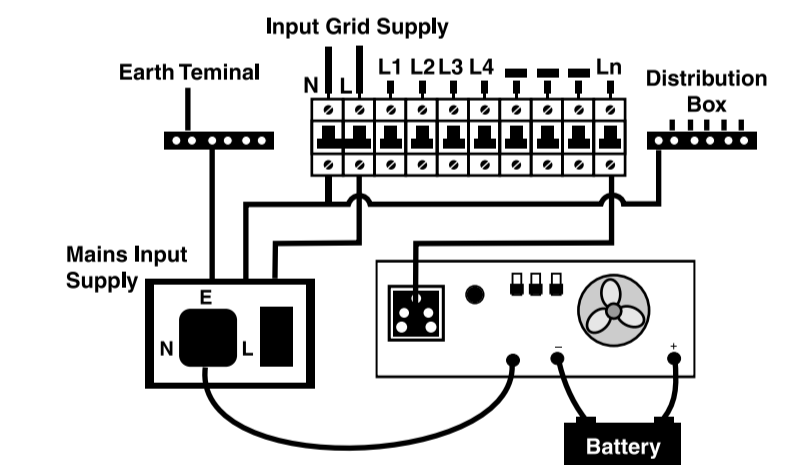 Input Grid Supply
Earth Teminal
N L L1 L2 L3 L4 Ln
Distribution
Box
Mains Input
Supply
E
N L
– +
Battery